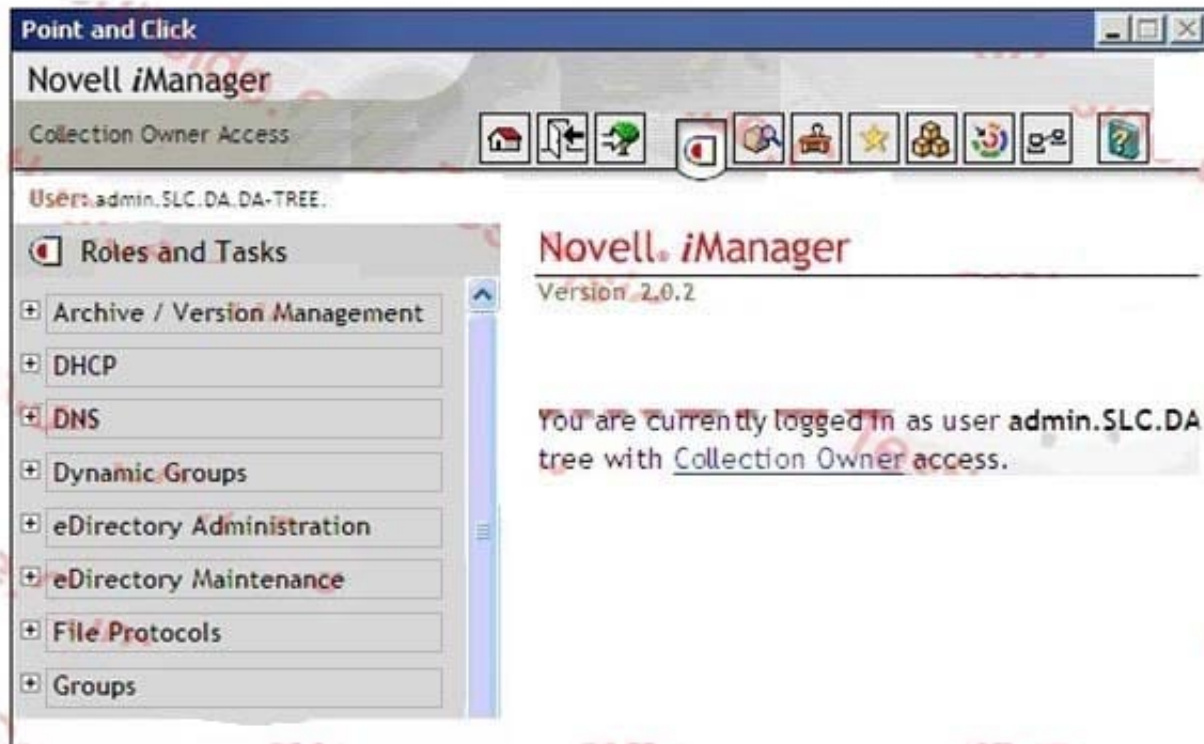 Point and Click
Novell iManager
Collection Owner Access
User: admin.SLC.DA.DA-TREE.
Roles and Tasks
Archive / Version Management
DHCP
DNS
Dynamic Groups
eDirectory Administration
eDirectory Maintenance
File Protocols
Groups
Novell® iManager
Version 2.0.2
You are currently logged in as user admin.SLC.DA
tree with Collection Owner access.